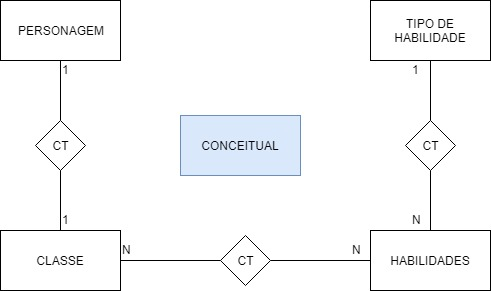 PERSONAGEM
TIPO DE
HABILIDADE
1
1
CT
CONCEITUAL
CT
1
N
CLASSE
N
CT
N
HABILIDADES